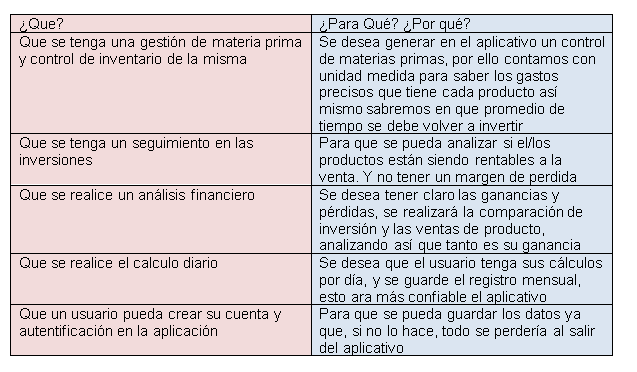 ¿Que?
¿Para Qué? ¿Por qué?
Que se tenga una gestión de materia prima
y control de inventario de la misma
Se desea generar en el aplicativo un control
de materias primas, por ello contamos con
unidad medida para saber los gastos
precisos que tiene cada producto así
mismo sabremos en que promedio de
tiempo se debe volver a invertir
Que se tenga un seguimiento en las
inversiones
Para que se pueda analizar si el/los
productos están siendo rentables a la
venta. Y no tener un margen de perdida
Que se realice un análisis financiero
Se desea tener claro las ganancias y
pérdidas, se realizará la comparación de
inversión y las ventas de producto,
analizando así que tanto es su ganancia
Que se realice el calculo diario
Se desea que el usuario tenga sus cálculos
por día, y se guarde el registro mensual,
esto ara más confiable el aplicativo
Que un usuario pueda crear su cuenta y
autentificación en la aplicación
Para que se pueda guardar los datos ya
que, si no lo hace, todo se perdería al salir
del aplicativo